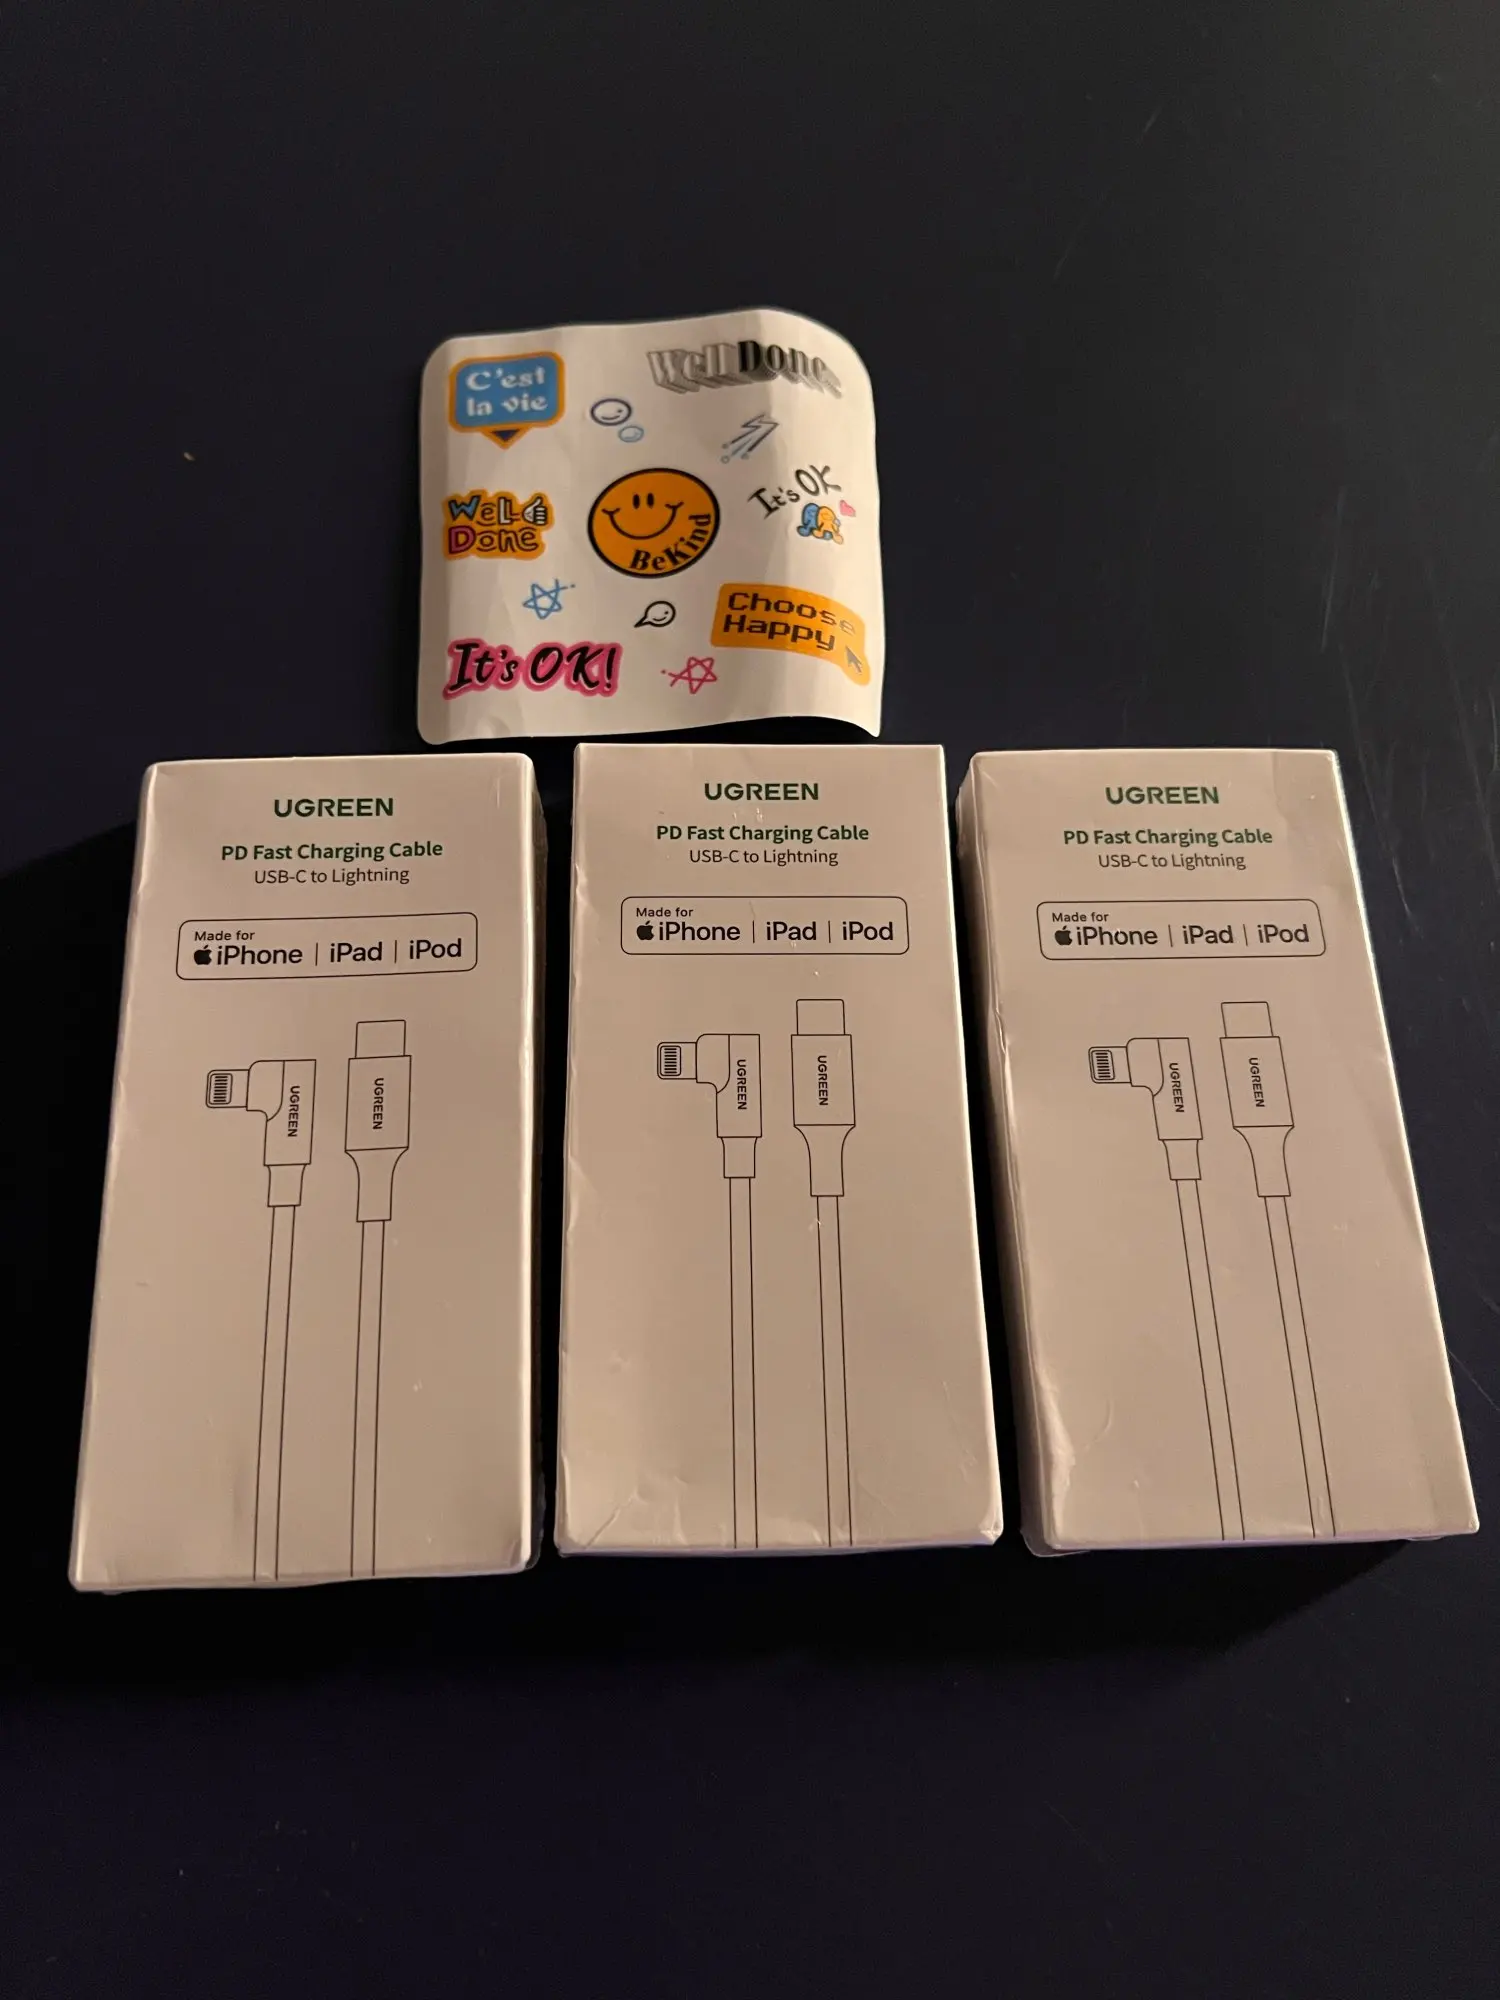 C'est
la vie
Well Done
Well
Done
BeKind
It's OK
Choose
Happy
It's OK!
UGREEN
PD Fast Charging Cable
USB-C to Lightning
Made for
iPhone | iPad | iPod
UGREEN
UGREEN
UGREEN
PD Fast Charging Cable
USB-C to Lightning
Made for
iPhone | iPad | iPod
UGREEN
UGREEN
UGREEN
PD Fast Charging Cable
USB-C to Lightning
Made for
iPhone | iPad | iPod
UGREEN
UGREEN